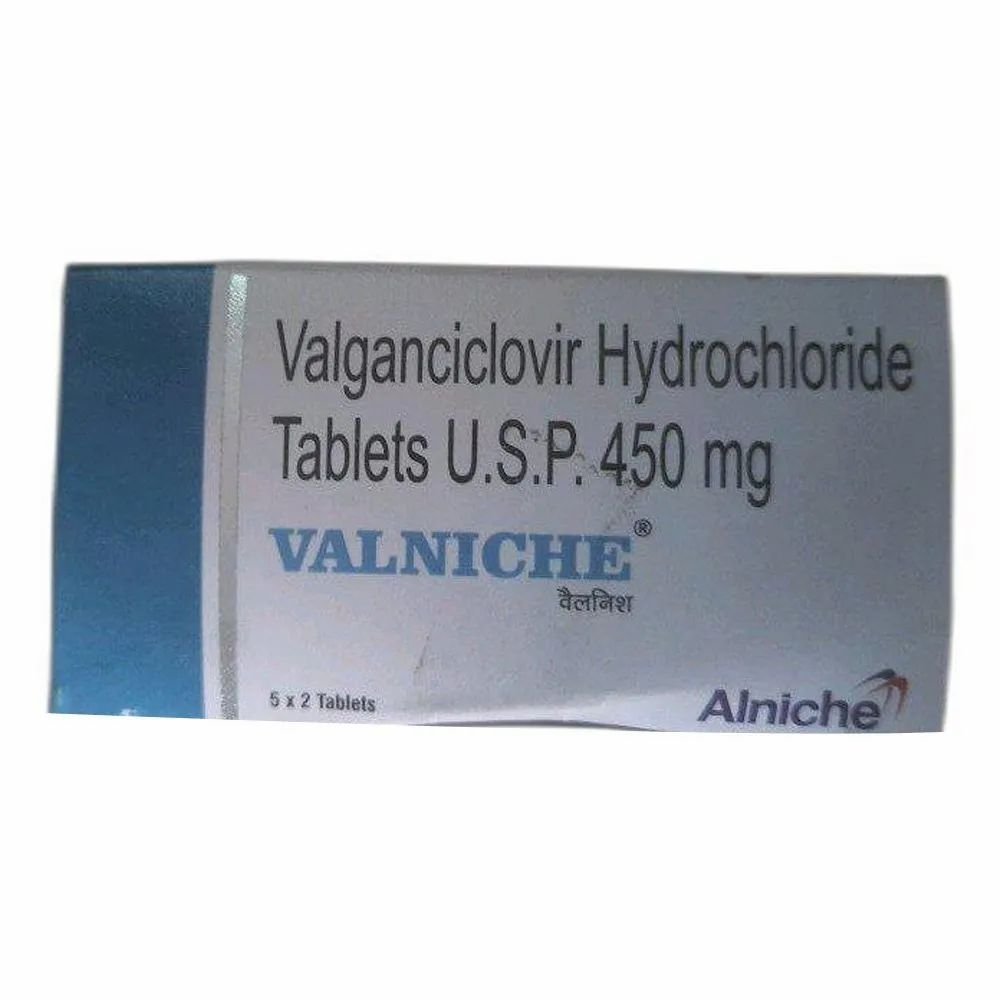 Valganciclovir Hydrochloride
Tablets U.S.P. 450 mg
VALNICHE®
वैलनिश
5 x 2 Tablets
Alniche